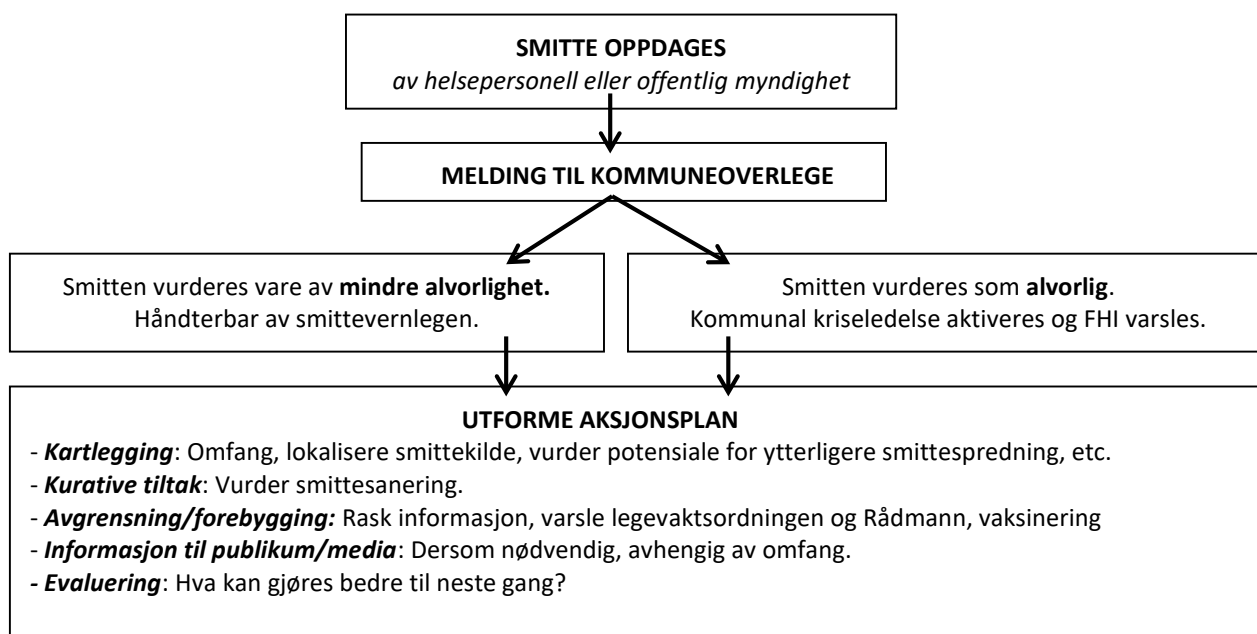 SMITTE OPPDAGES
av helsepersonell eller offentlig myndighet
MELDING TIL KOMMUNEOVERLEGE
Smitten vurderes vare av mindre alvorlighet.
Håndterbar av smittevernlegen.
Smitten vurderes som alvorlig.
Kommunal kriseledelse aktiveres og FHI varsles.
UTFORME AKSJONSPLAN
- Kartlegging: Omfang, lokalisere smittekilde, vurder potensiale for ytterligere smittespredning, etc.
- Kurative tiltak: Vurder smittesanering.
- Avgrensning/forebygging: Rask informasjon, varsle legevaktsordningen og Rådmann, vaksinering
- Informasjon til publikum/media: Dersom nødvendig, avhengig av omfang.
- Evaluering: Hva kan gjøres bedre til neste gang?